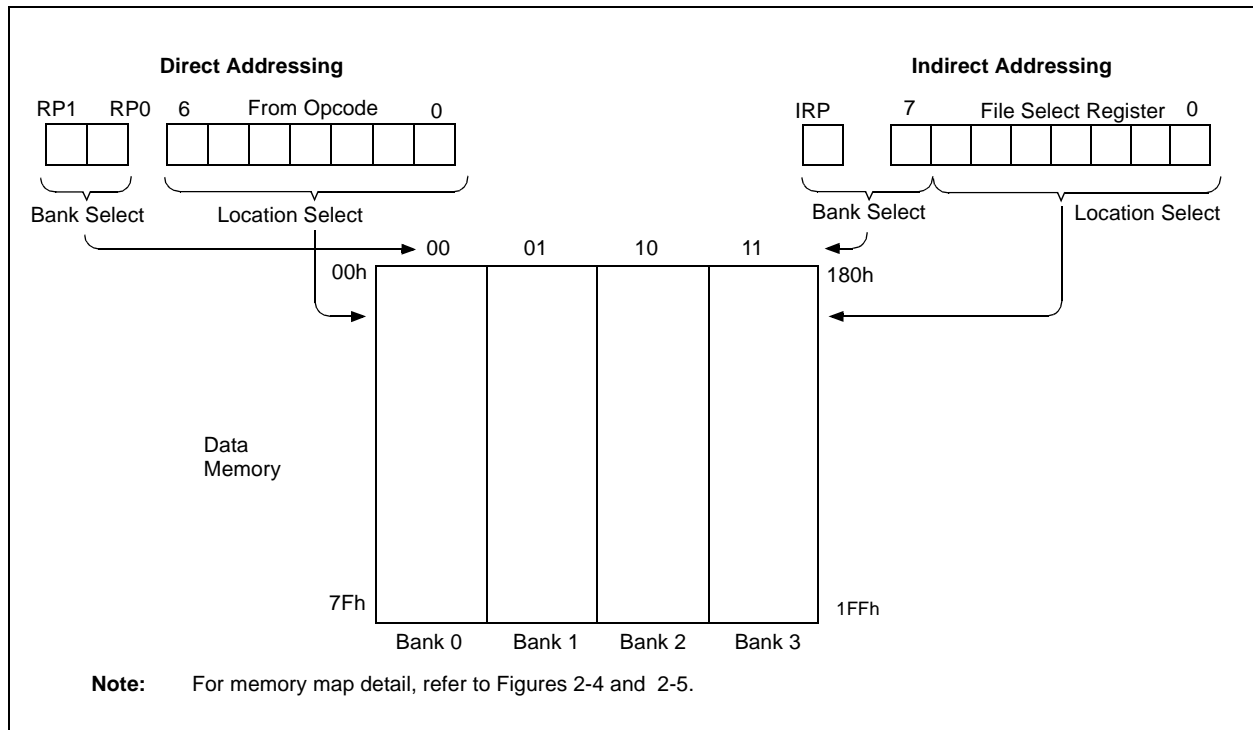 Direct Addressing
Indirect Addressing
RP1 RP0 6 From Opcode 0
IRP 7 File Select Register 0
Bank Select Location Select
Bank Select Location Select
00 01 10 11
00h 180h
Data
Memory
7Fh 1FFh
Bank 0 Bank 1 Bank 2 Bank 3
Note: For memory map detail, refer to Figures 2-4 and 2-5.